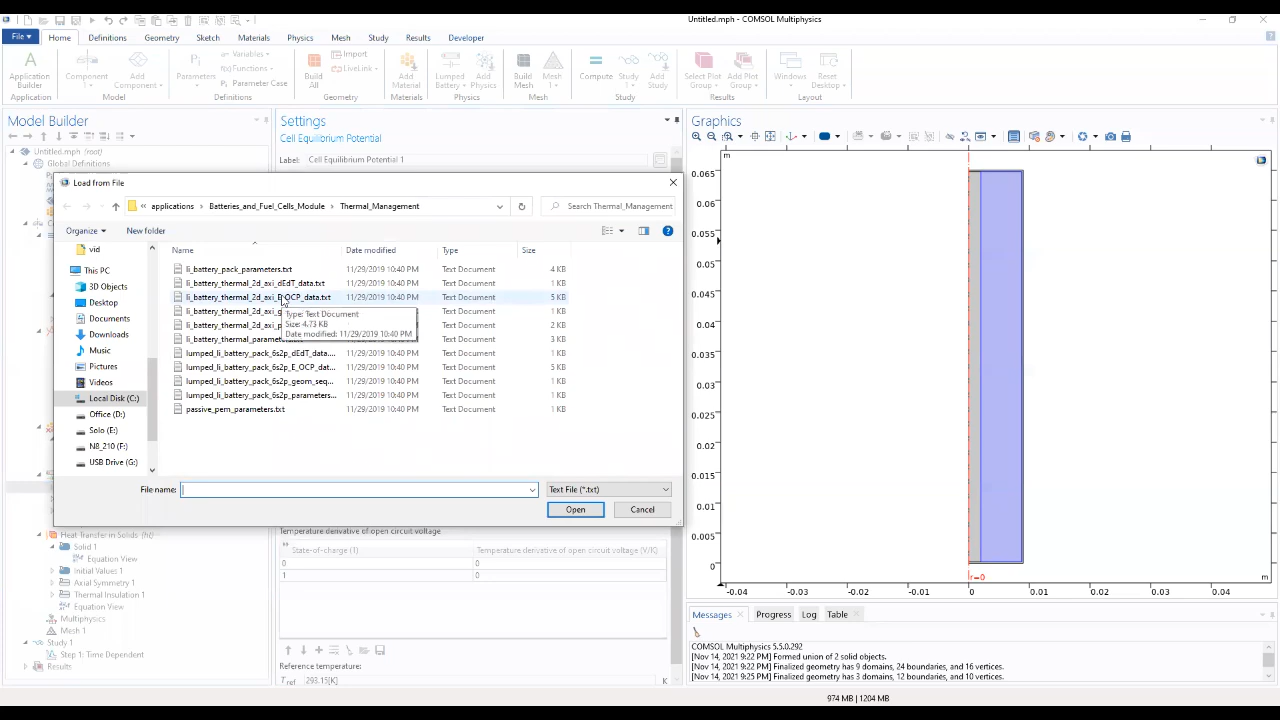 Untitled.mph - COMSOL Multiphysics
File
Home
Definitions
Geometry
Sketch
Materials
Physics
Mesh
Study
Results
Developer
Application Builder
Component 1
Add Component
Parameters
Variables
Functions
Parameter Case
Build All
Import
LiveLink
Add Material
Lumped Battery
Add Physics
Build Mesh
Mesh 1
Compute
Study 1
Add Study
Select Plot Group
Add Plot Group
Windows
Reset Desktop
Application
Model
Definitions
Geometry
Materials
Physics
Mesh
Study
Results
Layout
Model Builder
Untitled.mph (root)
Global Definitions
Settings
Cell Equilibrium Potential
Label: Cell Equilibrium Potential 1
Graphics
Load from File
« applications > Batteries_and_Fuel_Cells_Module > Thermal_Management
Search Thermal_Management
Organize
New folder
vid
This PC
3D Objects
Desktop
Documents
Downloads
Music
Pictures
Videos
Local Disk (C:)
Office (D:)
Solo (E:)
N8_210 (F:)
USB Drive (G:)
Name Date modified Type Size
li_battery_pack_parameters.txt 11/29/2019 10:40 PM Text Document 4 KB
li_battery_thermal_2d_axi_dEdT_data.txt 11/29/2019 10:40 PM Text Document 1 KB
li_battery_thermal_2d_axi_E_OCP_data.txt 11/29/2019 10:40 PM Text Document 5 KB
li_battery_thermal_2d_axi_g 11/29/2019 10:40 PM Text Document 1 KB
li_battery_thermal_2d_axi_p 11/29/2019 10:40 PM Text Document 2 KB
li_battery_thermal_parameters.txt 11/29/2019 10:40 PM Text Document 3 KB
lumped_li_battery_pack_6s2p_dEdT_data.... 11/29/2019 10:40 PM Text Document 1 KB
lumped_li_battery_pack_6s2p_E_OCP_dat... 11/29/2019 10:40 PM Text Document 5 KB
lumped_li_battery_pack_6s2p_geom_seq... 11/29/2019 10:40 PM Text Document 1 KB
lumped_li_battery_pack_6s2p_parameters... 11/29/2019 10:40 PM Text Document 1 KB
passive_pem_parameters.txt 11/29/2019 10:40 PM Text Document 1 KB
Type: Text Document
Size: 4.73 KB
Date modified: 11/29/2019 10:40 PM
File name:
Text File (*.txt)
Open
Cancel
Heat Transfer in Solids (ht)
Solid 1
Equation View
Initial Values 1
Axial Symmetry 1
Thermal Insulation 1
Equation View
Multiphysics
Mesh 1
Study 1
Step 1: Time Dependent
Results
Temperature derivative of open circuit voltage
State-of-charge (1) Temperature derivative of open circuit voltage (V/K)
0 0
1 0
Reference temperature:
Tref 293.15[K] K
m
0.065
0.06
0.055
0.05
0.045
0.04
0.035
0.03
0.025
0.02
0.015
0.01
0.005
0
r=0
m
-0.04 -0.03 -0.02 -0.01 0 0.01 0.02 0.03 0.04
Messages
Progress
Log
Table
COMSOL Multiphysics 5.5.0.292
[Nov 14, 2021 9:22 PM] Formed union of 2 solid objects.
[Nov 14, 2021 9:22 PM] Finalized geometry has 9 domains, 24 boundaries, and 16 vertices.
[Nov 14, 2021 9:25 PM] Finalized geometry has 3 domains, 12 boundaries, and 10 vertices.
974 MB | 1204 MB